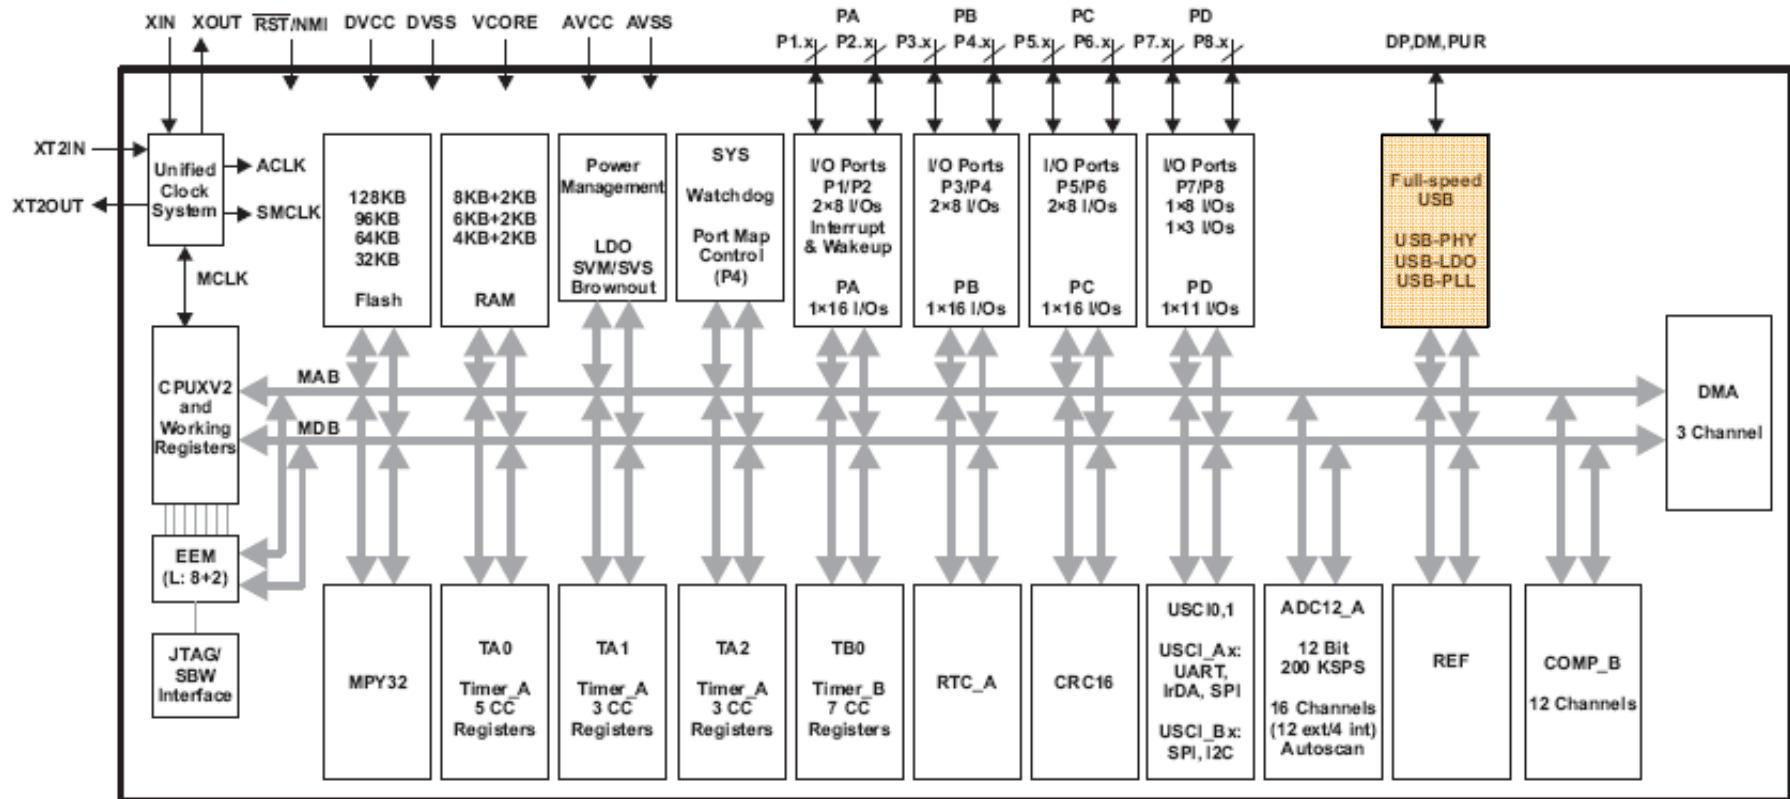 XIN XOUT RST/NMI DVCC DVSS VCORE AVCC AVSS
PA PB PC PD
P1.x P2.x P3.x P4.x P5.x P6.x P7.x P8.x
DP,DM,PUR
XT2IN
XT2OUT
Unified
Clock
System
ACLK
SMCLK
MCLK
128KB
96KB
64KB
32KB
Flash
8KB+2KB
6KB+2KB
4KB+2KB
RAM
Power
Management
LDO
SVM/SVS
Brownout
SYS
Watchdog
Port Map
Control
(P4)
I/O Ports
P1/P2
2×8 I/Os
Interrupt
& Wakeup
PA
1×16 I/Os
I/O Ports
P3/P4
2×8 I/Os
PB
1×16 I/Os
I/O Ports
P5/P6
2×8 I/Os
PC
1×16 I/Os
I/O Ports
P7/P8
1×8 I/Os
1×3 I/Os
PD
1×11 I/Os
Full-speed
USB
USB-PHY
USB-LDO
USB-PLL
CPUXV2
and
Working
Registers
MAB
MDB
DMA
3 Channel
EEM
(L: 8+2)
JTAG/
SBW
Interface
MPY32
TA0
Timer_A
5 CC
Registers
TA1
Timer_A
3 CC
Registers
TA2
Timer_A
3 CC
Registers
TB0
Timer_B
7 CC
Registers
RTC_A
CRC16
USCI0,1
USCI_Ax:
UART,
IrDA, SPI
USCI_Bx:
SPI, I2C
ADC12_A
12 Bit
200 KSPS
16 Channels
(12 ext/4 int)
Autoscan
REF
COMP_B
12 Channels